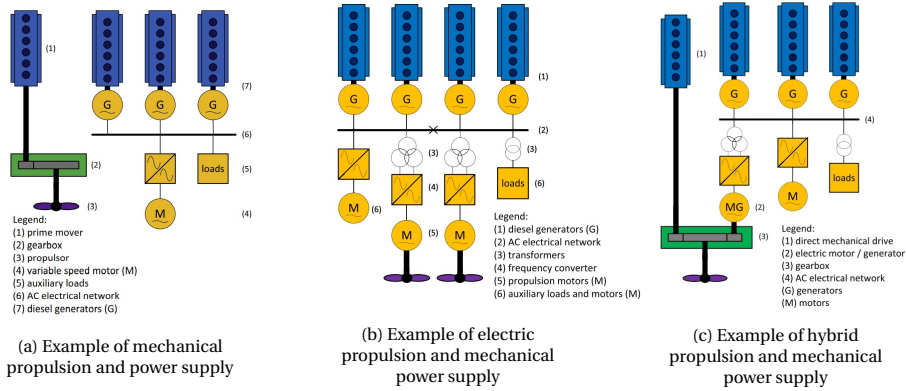 (1)
G
G
G
(7)
(6)
(2)
loads
(5)
(3)
M
(4)
Legend:
(1) prime mover
(2) gearbox
(3) propulsor
(4) variable speed motor (M)
(5) auxiliary loads
(6) AC electrical network
(7) diesel generators (G)
(a) Example of mechanical
propulsion and power supply
(1)
G
G
G
G
(2)
(3)
(3)
(4)
loads
(6)
M
(6)
M
M
(5)
Legend:
(1) diesel generators (G)
(2) AC electrical network
(3) transformers
(4) frequency converter
(5) propulsion motors (M)
(6) auxiliary loads and motors (M)
(b) Example of electric
propulsion and mechanical
power supply
(1)
G
G
G
(4)
loads
MG
(2)
M
(3)
Legend:
(1) direct mechanical drive
(2) electric motor / generator
(3) gearbox
(4) AC electrical network
(G) generators
(M) motors
(c) Example of hybrid
propulsion and mechanical
power supply